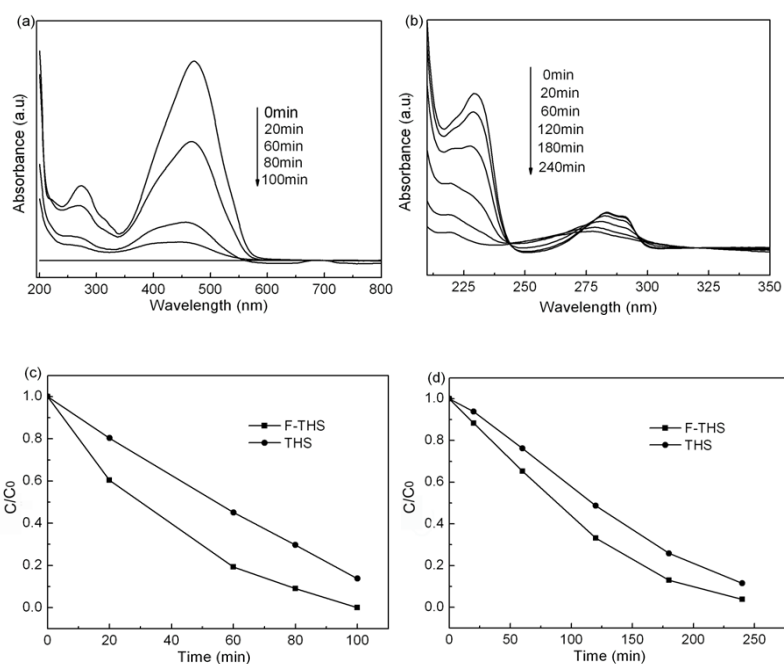 (a)
Absorbance (a.u)
0min
20min
60min
80min
100min
200 300 400 500 600 700 800
Wavelength (nm)
(b)
Absorbance (a.u)
0min
20min
60min
120min
180min
240min
225 250 275 300 325 350
Wavelength (nm)
(c)
C/C0
1.0
0.8
0.6
0.4
0.2
0.0
F-THS
THS
0 20 40 60 80 100
Time (min)
(d)
C/C0
1.0
0.8
0.6
0.4
0.2
0.0
F-THS
THS
0 50 100 150 200 250
Time (min)